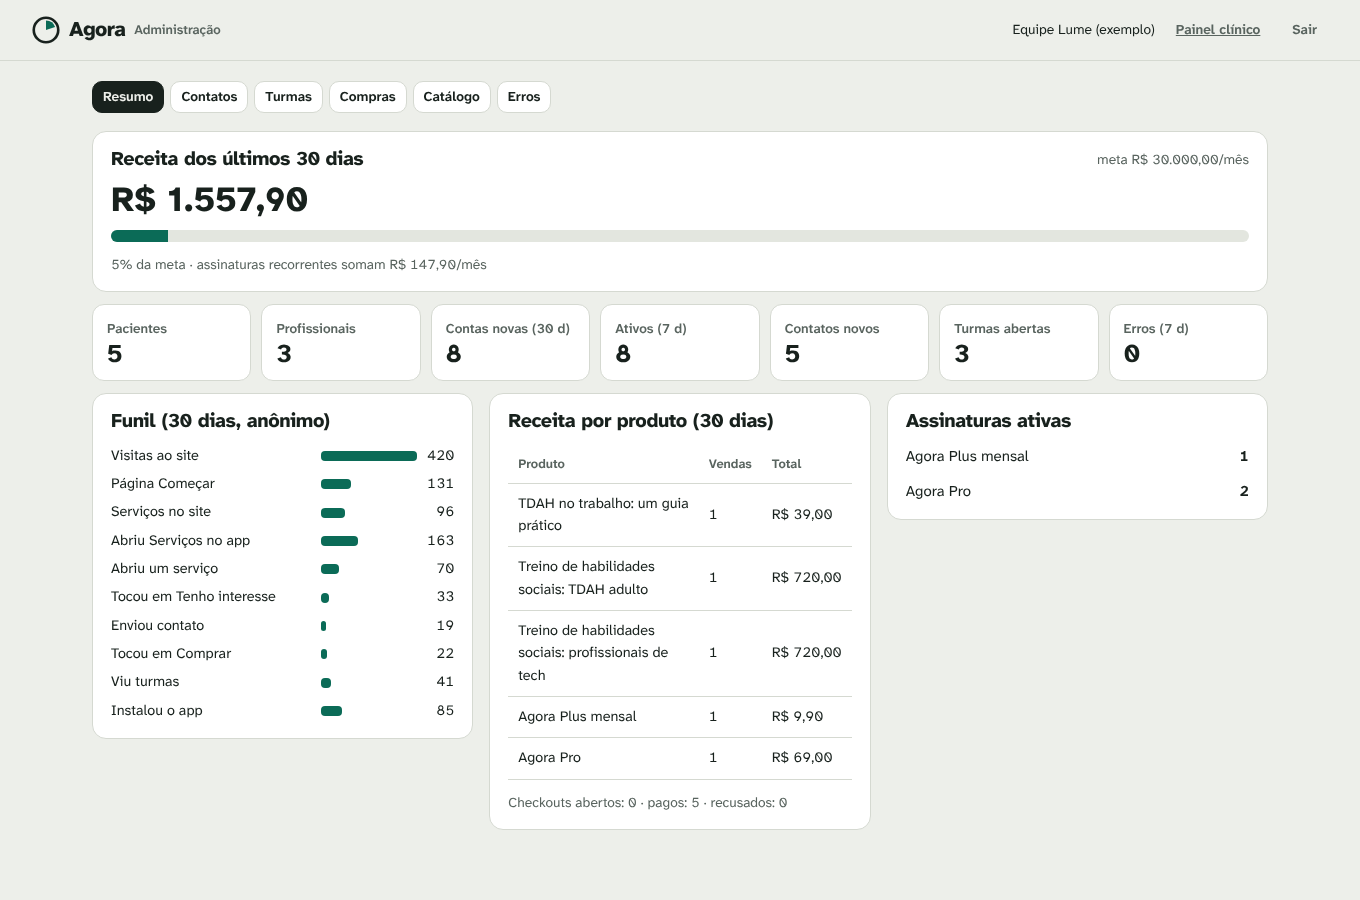 Agora Administração
Equipe Lume (exemplo) Painel clínico Sair
Resumo Contatos Turmas Compras Catálogo Erros
Receita dos últimos 30 dias
meta R$ 30.000,00/mês
R$ 1.557,90
5% da meta · assinaturas recorrentes somam R$ 147,90/mês
Pacientes
5
Profissionais
3
Contas novas (30 d)
8
Ativos (7 d)
8
Contatos novos
5
Turmas abertas
3
Erros (7 d)
0
Funil (30 dias, anônimo)
Visitas ao site 420
Página Começar 131
Serviços no site 96
Abriu Serviços no app 163
Abriu um serviço 70
Tocou em Tenho interesse 33
Enviou contato 19
Tocou em Comprar 22
Viu turmas 41
Instalou o app 85
Receita por produto (30 dias)
Produto Vendas Total
TDAH no trabalho: um guia
prático
1 R$ 39,00
Treino de habilidades
sociais: TDAH adulto
1 R$ 720,00
Treino de habilidades
sociais: profissionais de
tech
1 R$ 720,00
Agora Plus mensal 1 R$ 9,90
Agora Pro 1 R$ 69,00
Checkouts abertos: 0 · pagos: 5 · recusados: 0
Assinaturas ativas
Agora Plus mensal 1
Agora Pro 2